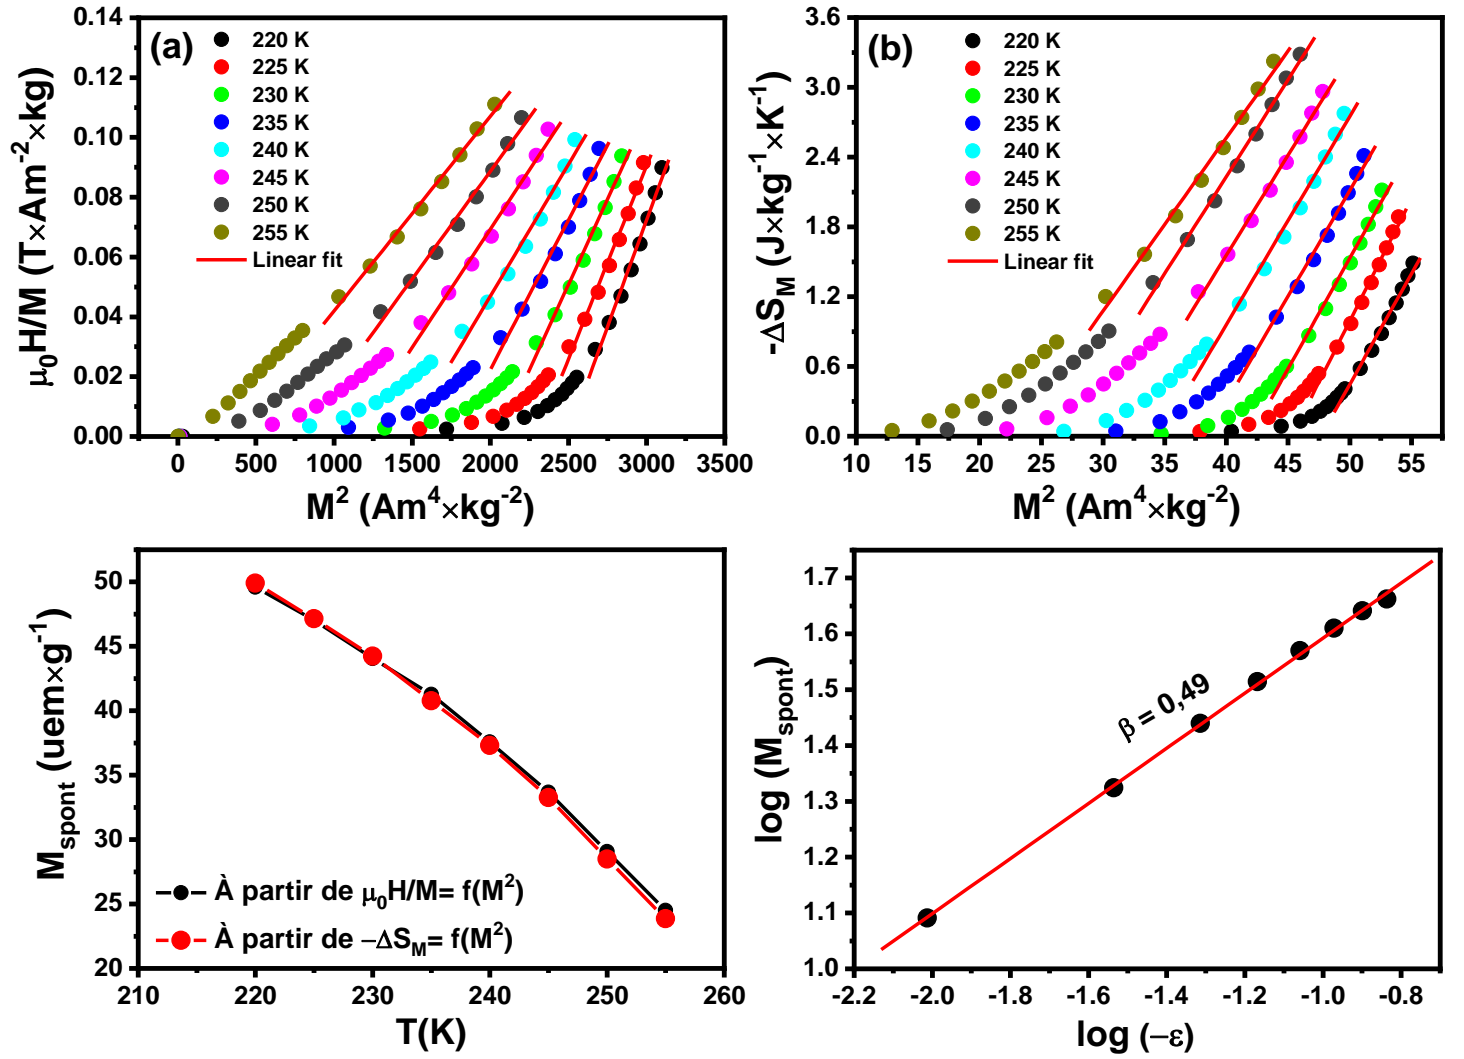 (a)
220 K
225 K
230 K
235 K
240 K
245 K
250 K
255 K
Linear fit
0.14
0.12
0.10
0.08
0.06
0.04
0.02
0.00
μ₀H/M (T×Am⁻²×kg)
0 500 1000 1500 2000 2500 3000 3500
M² (Am⁴×kg⁻²)
(b)
220 K
225 K
230 K
235 K
240 K
245 K
250 K
255 K
Linear fit
3.6
3.0
2.4
1.8
1.2
0.6
0.0
-ΔS_M (J×kg⁻¹×K⁻¹)
10 15 20 25 30 35 40 45 50 55
M² (Am⁴×kg⁻²)
50
45
40
35
30
25
20
M_spont (uem×g⁻¹)
À partir de μ₀H/M= f(M²)
À partir de −ΔS_M= f(M²)
210 220 230 240 250 260
T(K)
1.7
1.6
1.5
1.4
1.3
1.2
1.1
1.0
log (M_spont)
β = 0,49
-2.2 -2.0 -1.8 -1.6 -1.4 -1.2 -1.0 -0.8
log (−ε)